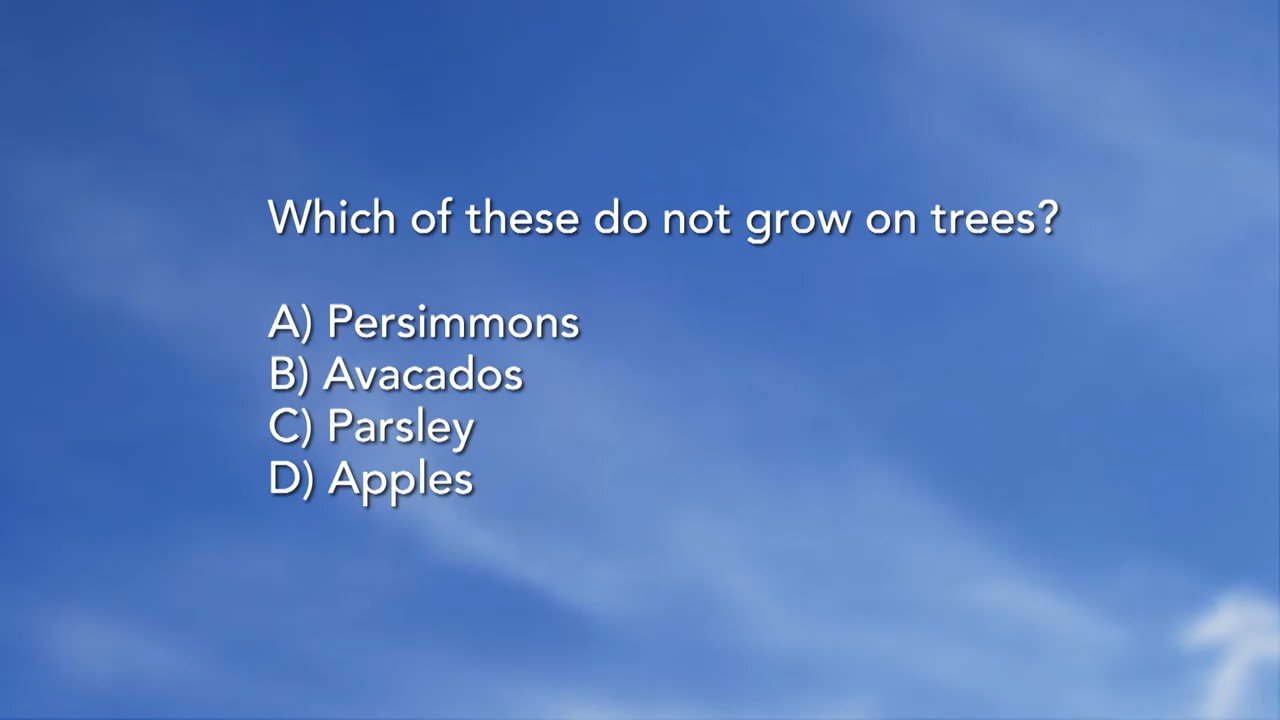 Which of these do not grow on trees?
A) Persimmons
B) Avacados
C) Parsley
D) Apples